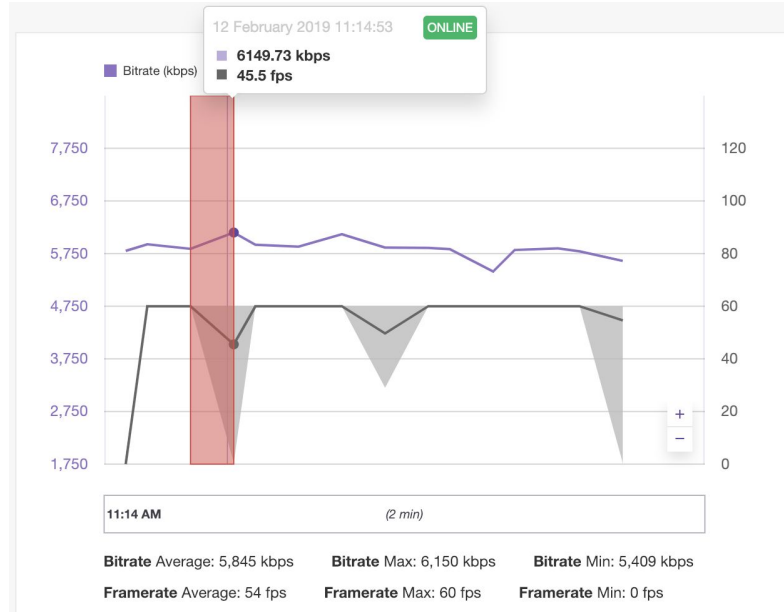 12 February 2019 11:14:53 ONLINE
6149.73 kbps
45.5 fps
Bitrate (kbps)
7,750 120
6,750 100
5,750 80
4,750 60
3,750 40
2,750 20
1,750 0
+
−
11:14 AM (2 min)
Bitrate Average: 5,845 kbps Bitrate Max: 6,150 kbps Bitrate Min: 5,409 kbps
Framerate Average: 54 fps Framerate Max: 60 fps Framerate Min: 0 fps